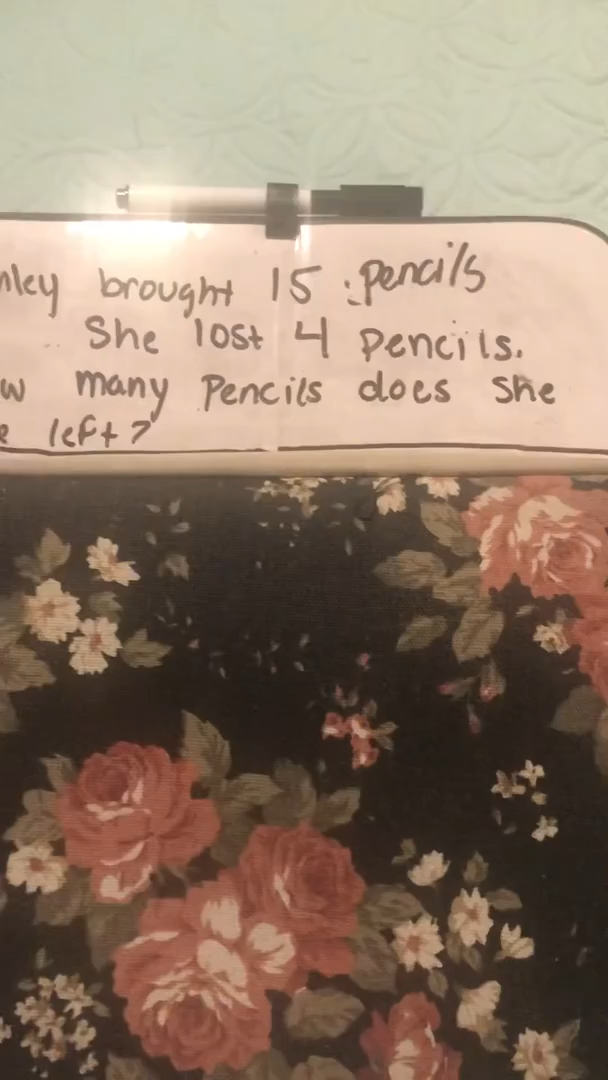 nley brought 15 pencils
She lost 4 pencils.
w many Pencils does she
e left?